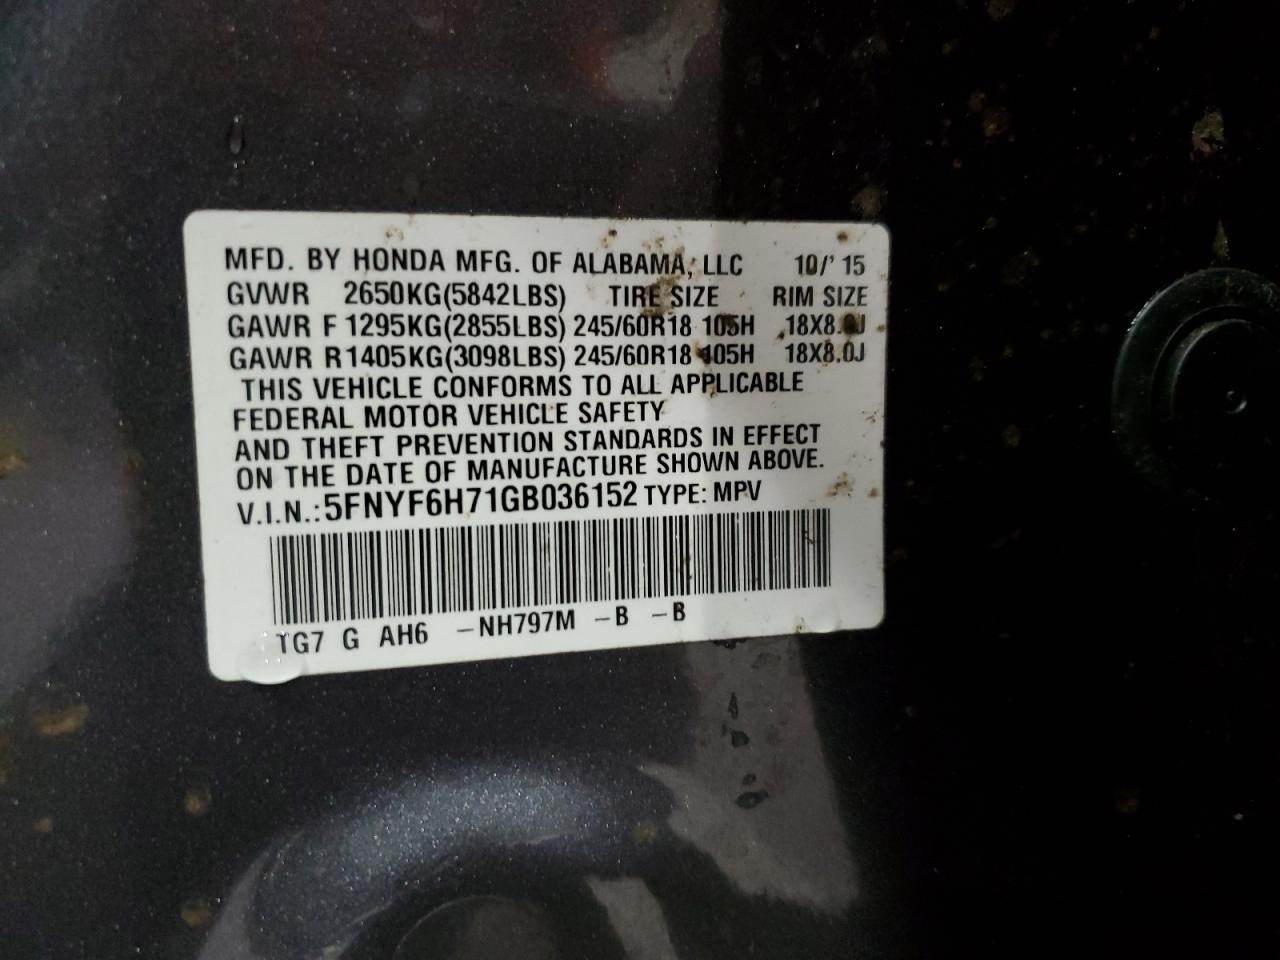 MFD. BY HONDA MFG. OF ALABAMA, LLC 10/' 15
GVWR 2650KG(5842LBS) TIRE SIZE RIM SIZE
GAWR F 1295KG(2855LBS) 245/60R18 105H 18X8.0J
GAWR R1405KG(3098LBS) 245/60R18 105H 18X8.0J
THIS VEHICLE CONFORMS TO ALL APPLICABLE
FEDERAL MOTOR VEHICLE SAFETY
AND THEFT PREVENTION STANDARDS IN EFFECT
ON THE DATE OF MANUFACTURE SHOWN ABOVE.
V.I.N.: 5FNYF6H71GB036152 TYPE: MPV
TG7 G AH6 -NH797M -B -B